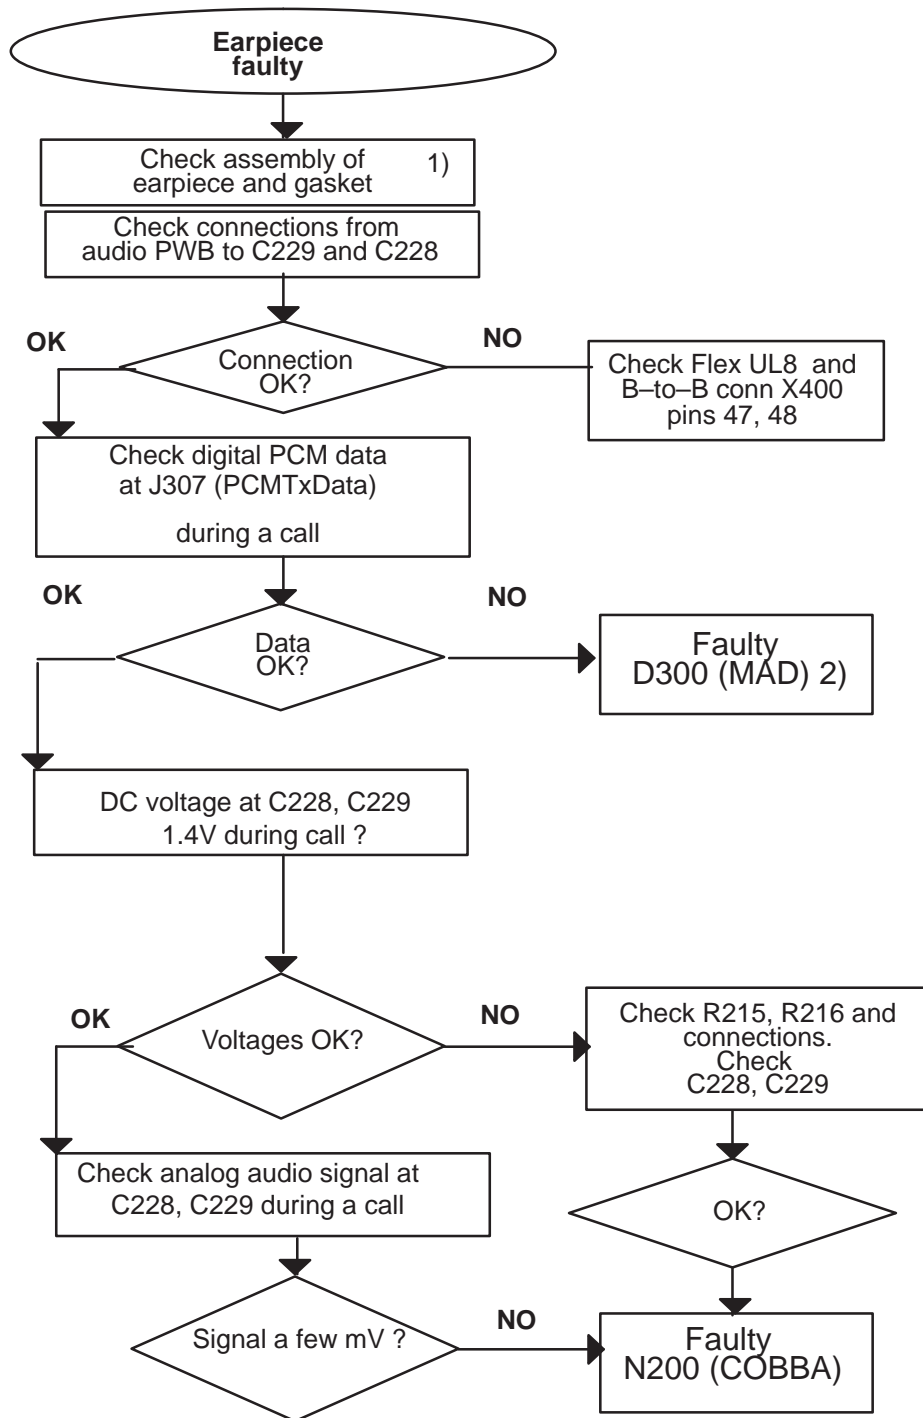 Earpiece
faulty
Check assembly of 1)
earpiece and gasket
Check connections from
audio PWB to C229 and C228
OK
NO
Connection
OK?
Check Flex UL8 and
B–to–B conn X400
pins 47, 48
Check digital PCM data
at J307 (PCMTxData)
during a call
OK
NO
Data
OK?
Faulty
D300 (MAD) 2)
DC voltage at C228, C229
1.4V during call ?
OK
NO
Voltages OK?
Check R215, R216 and
connections.
Check
C228, C229
Check analog audio signal at
C228, C229 during a call
OK?
Signal a few mV ?
NO
Faulty
N200 (COBBA)